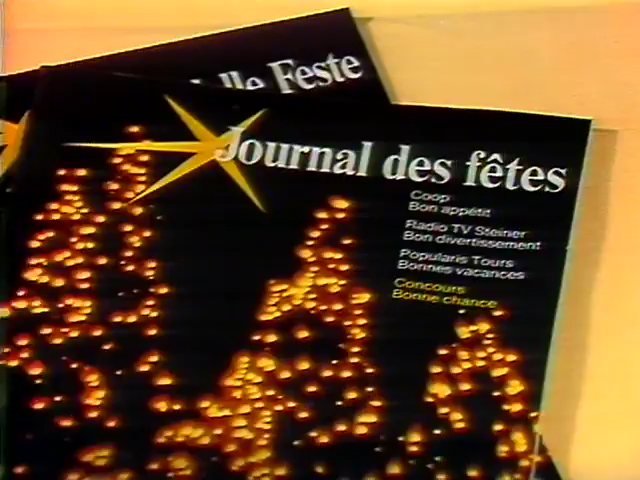 delle Feste
Journal des fêtes
Coop
Bon appétit
Radio TV Steiner
Bon divertissement
Popularis Tours
Bonnes vacances
Concours
Bonne chance